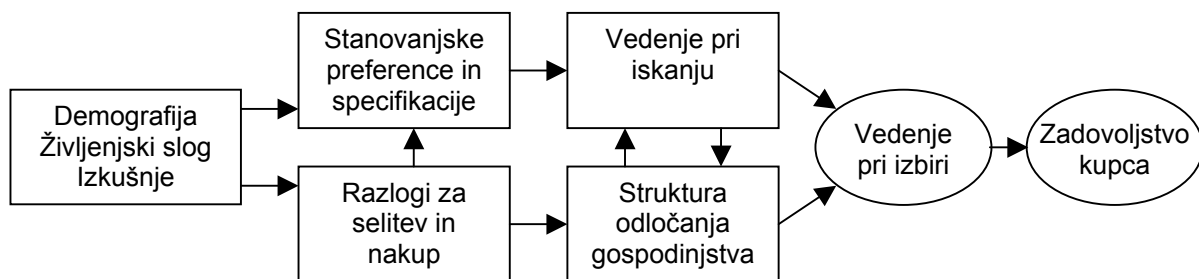 Demografija
Življenjski slog
Izkušnje
Stanovanjske
preference in
specifikacije
Razlogi za
selitev in
nakup
Vedenje pri
iskanju
Struktura
odločanja
gospodinjstva
Vedenje
pri izbiri
Zadovoljstvo
kupca